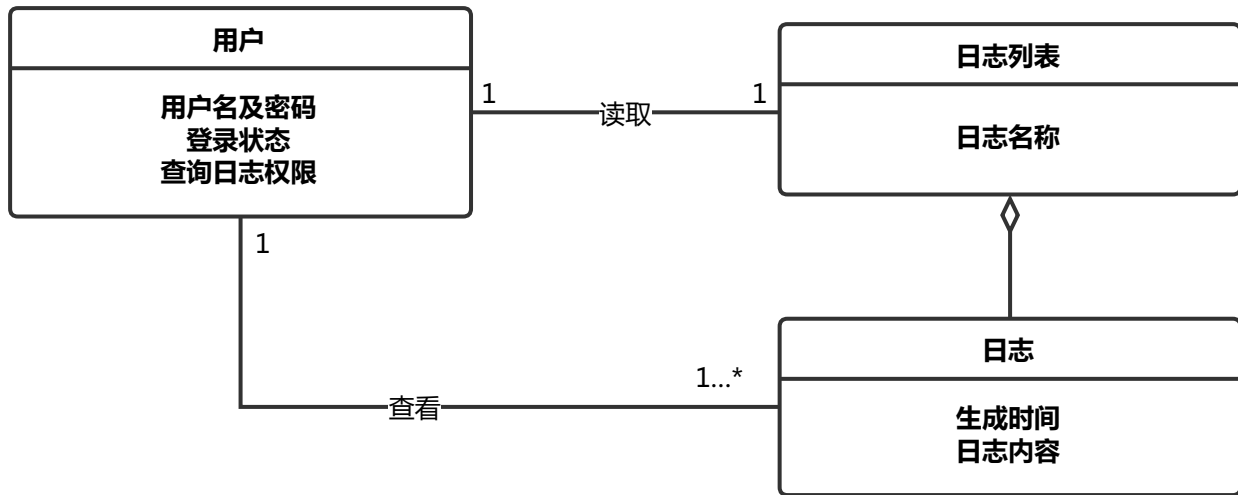 用户
用户名及密码
登录状态
查询日志权限
1
读取
1
日志列表
日志名称
1
查看
1...*
日志
生成时间
日志内容